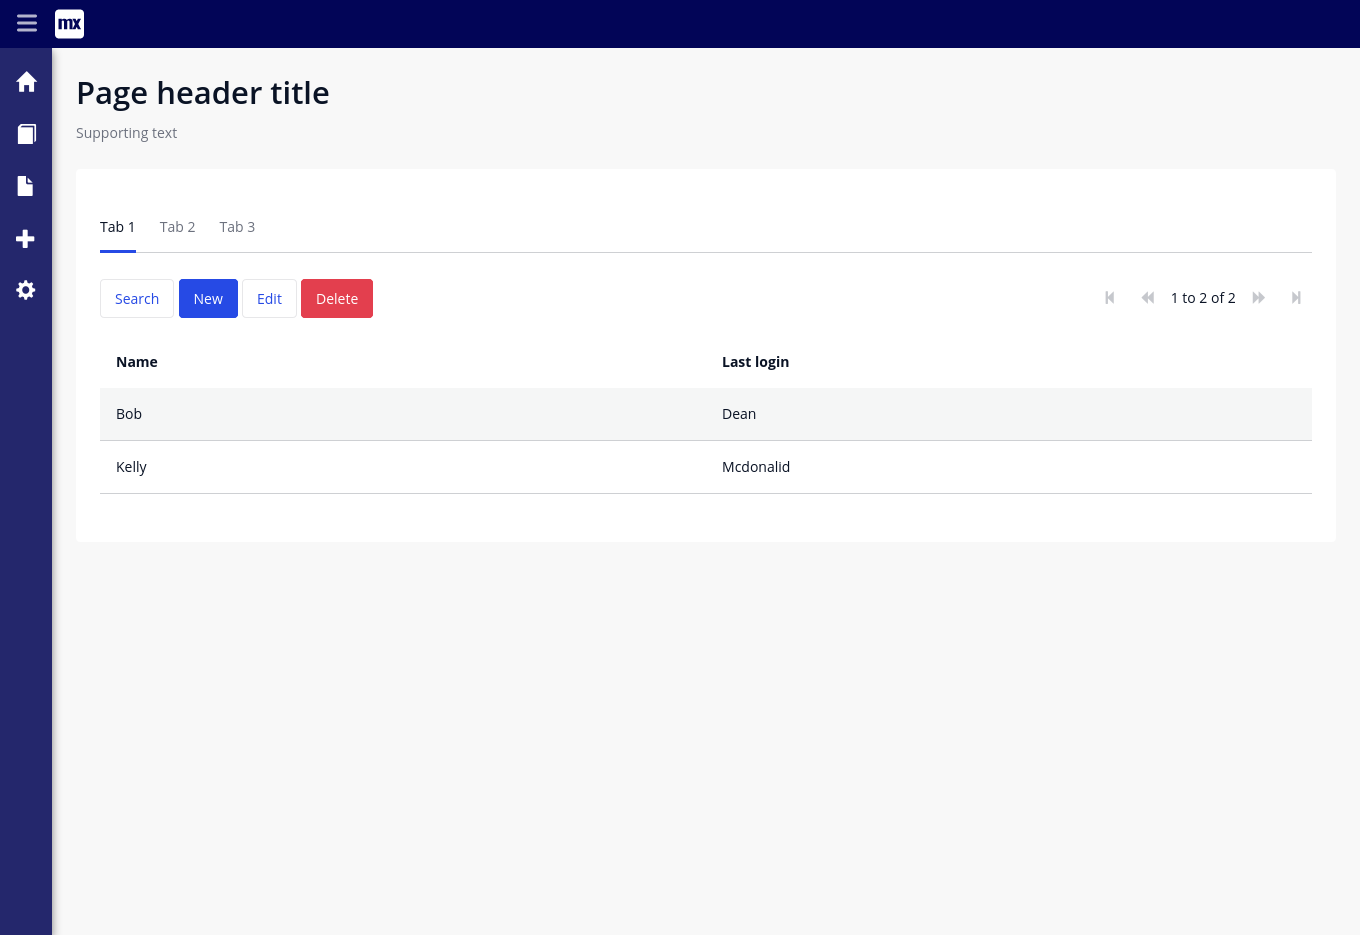 mx
Page header title
Supporting text
Tab 1 Tab 2 Tab 3
Search New Edit Delete 1 to 2 of 2
Name Last login
Bob Dean
Kelly Mcdonalid